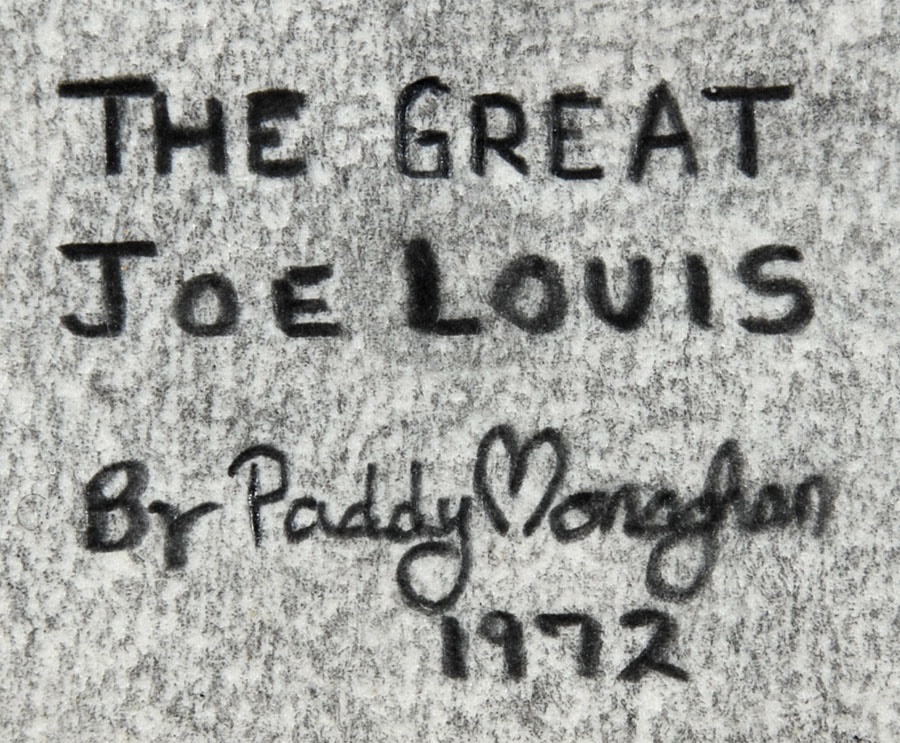 THE GREAT
JOE LOUIS
By Paddy Monaghan
1972